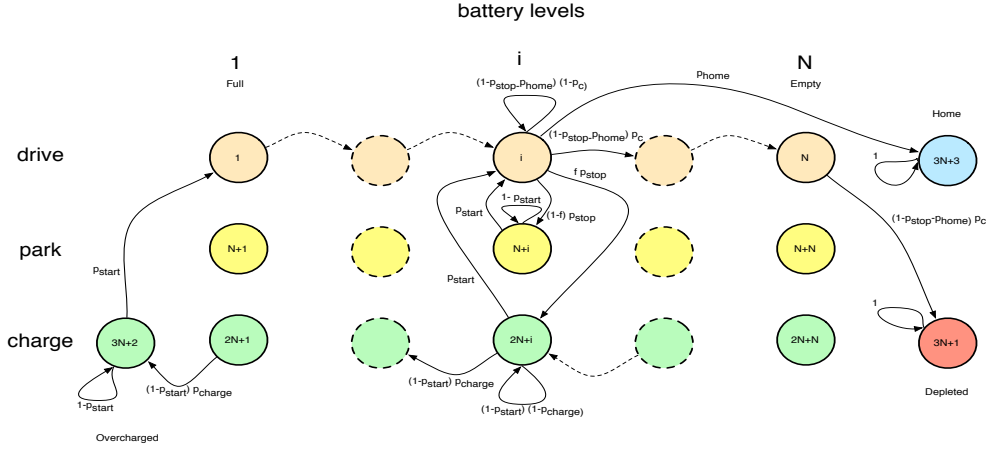 battery levels
1
i
N
Full
Empty
Home
(1-pstop-phome) (1-pc)
phome
drive
1
i
N
3N+3
1
(1-pstop-phome) pc
f pstop
park
N+1
N+i
N+N
1- pstart
pstart
(1-f) pstop
(1-pstop-phome) pc
pstart
pstart
charge
3N+2
2N+1
2N+i
2N+N
3N+1
1
(1-pstart) pcharge
(1-pstart) pcharge
1-pstart
(1-pstart) (1-pcharge)
Depleted
Overcharged